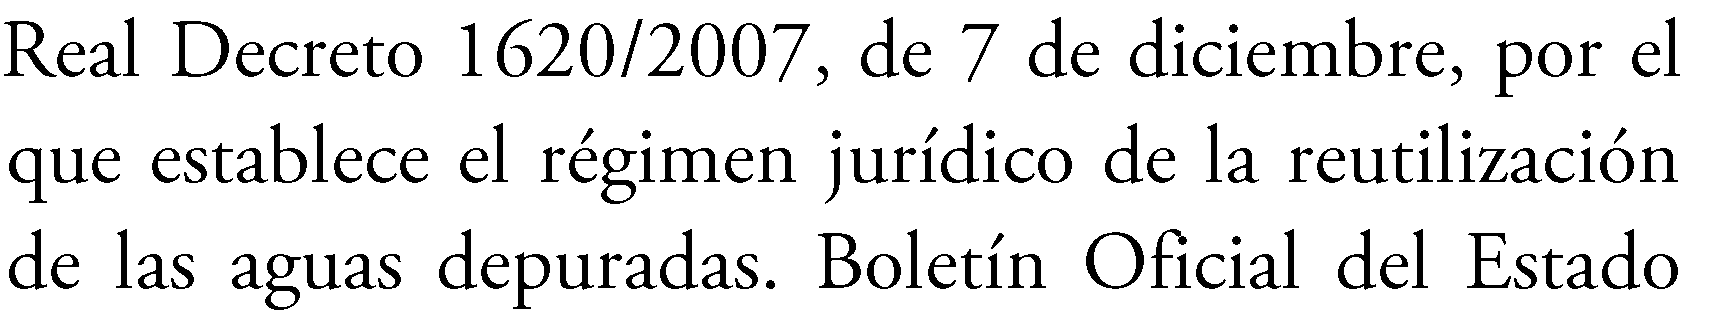 Real Decreto 1620/2007, de 7 de diciembre, por el
que establece el régimen jurídico de la reutilización
de las aguas depuradas. Boletín Oficial del Estado